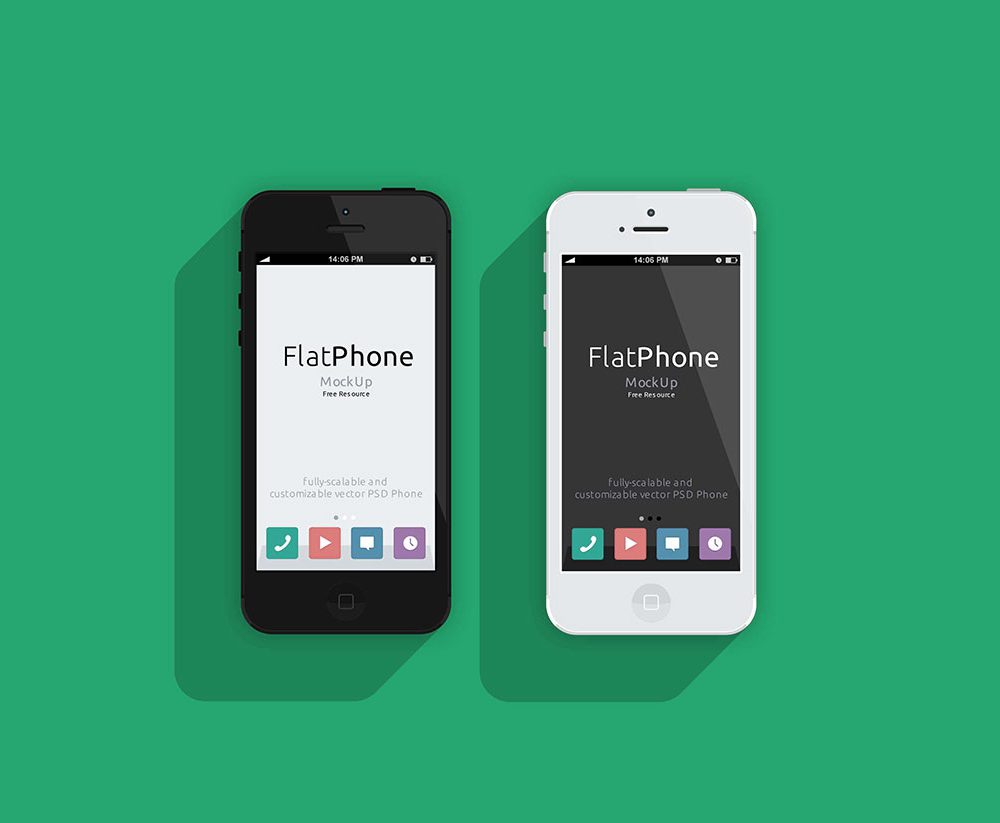 14:06 PM
FlatPhone
MockUp
Free Resource
fully-scalable and
customizable vector PSD Phone
14:06 PM
FlatPhone
MockUp
Free Resource
fully-scalable and
customizable vector PSD Phone